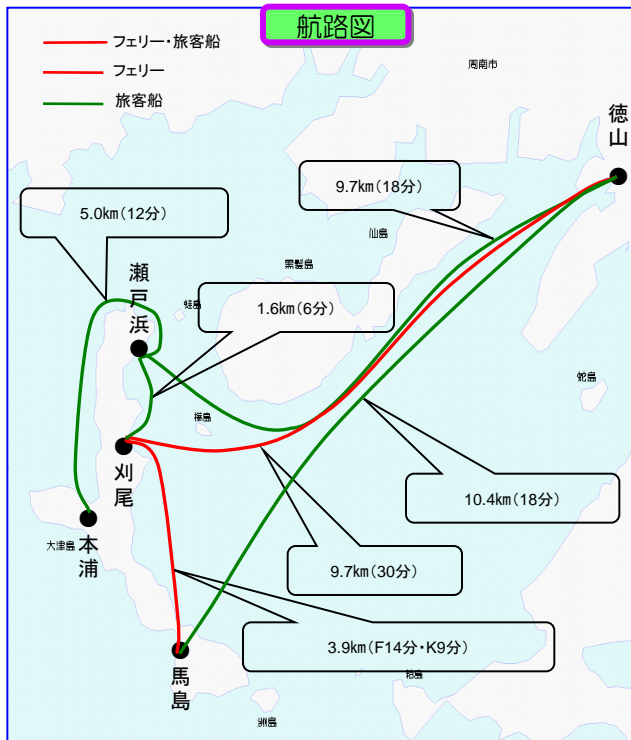 航路図
フェリー・旅客船
フェリー
旅客船
周南市
徳山
9.7km(18分)
5.0km(12分)
仙島
黒髪島
瀬戸浜
蛙島
1.6km(6分)
蛇島
樺島
刈尾
10.4km(18分)
大津島
本浦
9.7km(30分)
3.9km(F14分・K9分)
馬島
洲島